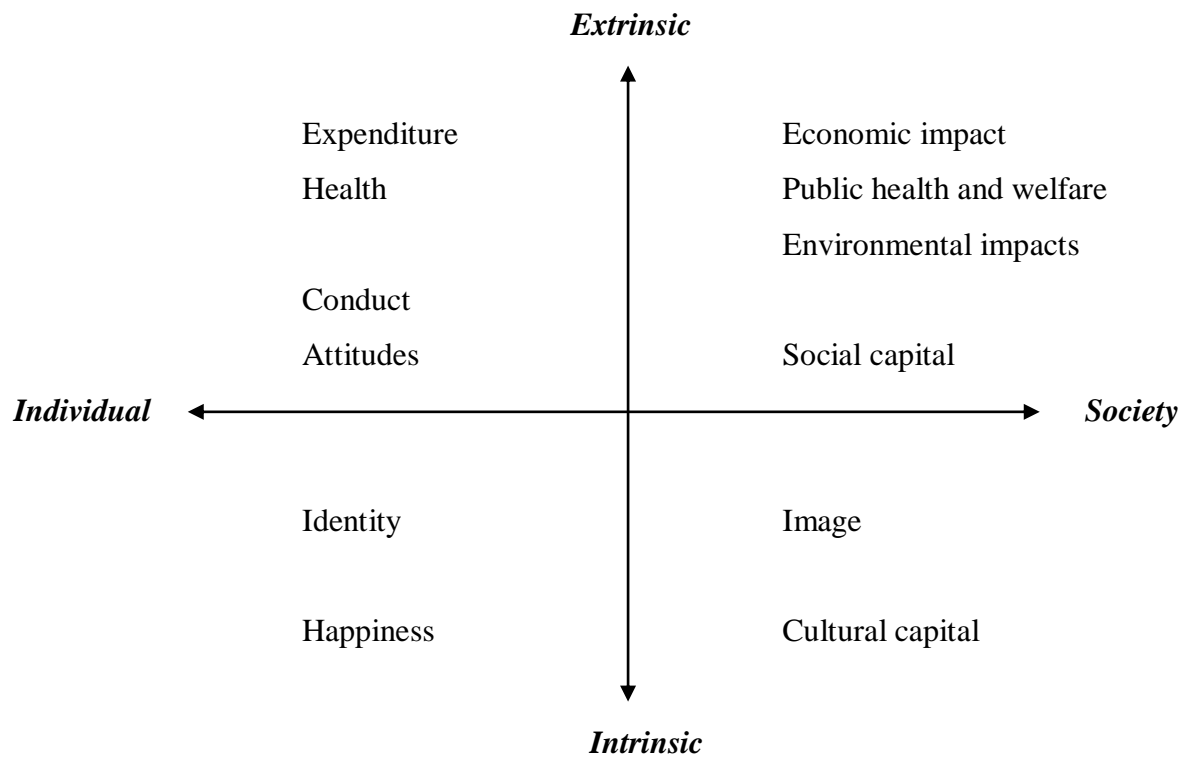 Extrinsic
Expenditure Economic impact
Health Public health and welfare
Environmental impacts
Conduct
Attitudes Social capital
Individual Society
Identity Image
Happiness Cultural capital
Intrinsic